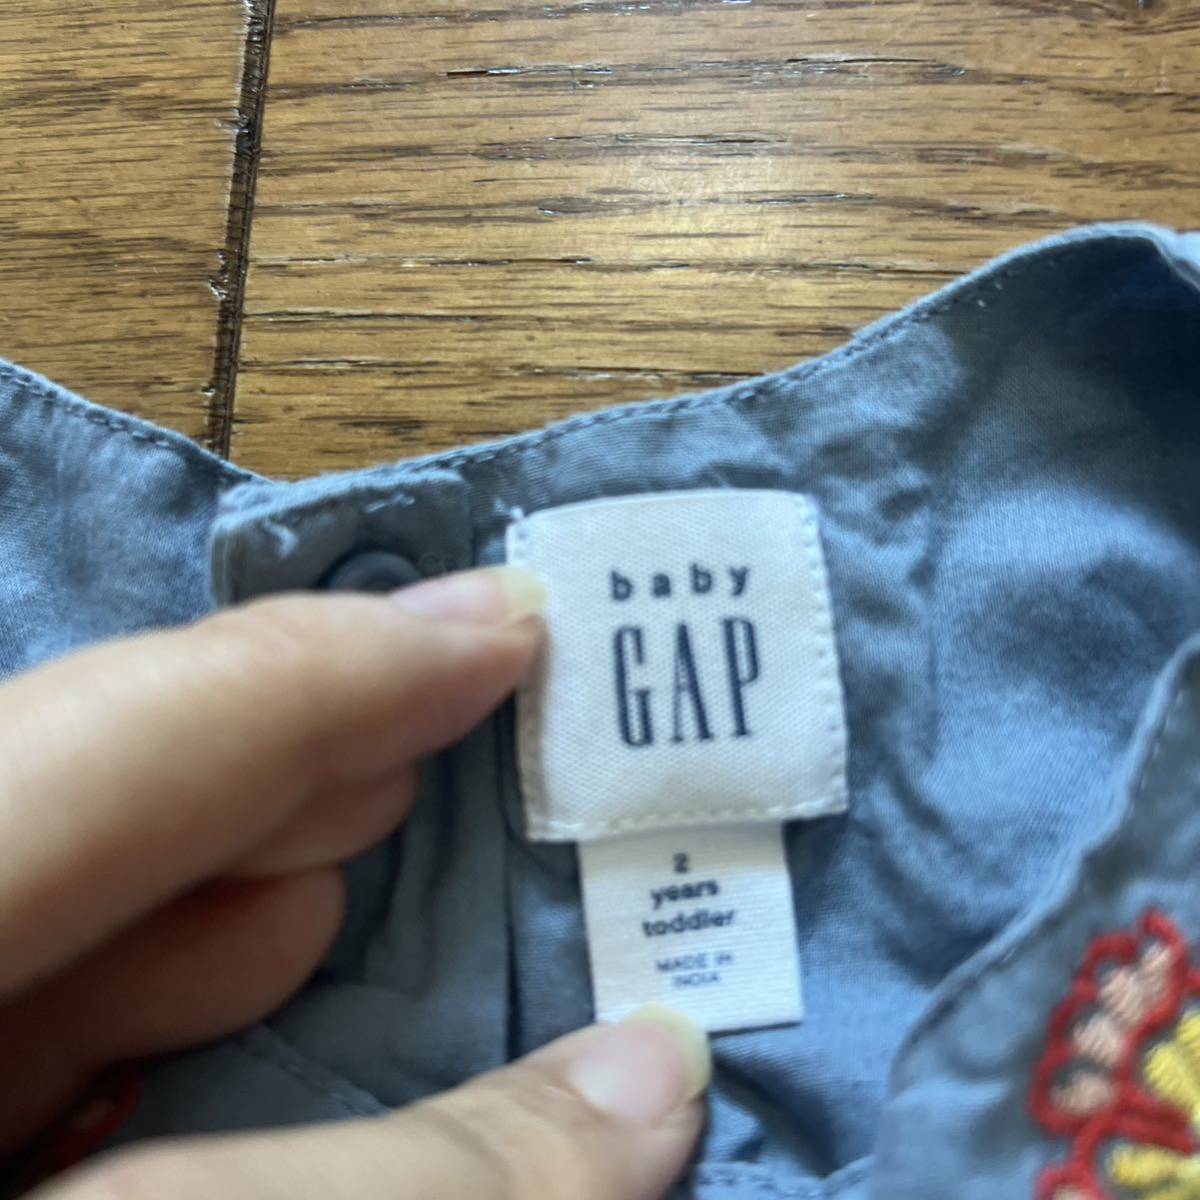 baby
GAP
2
years
toddler
MADE IN
INDIA